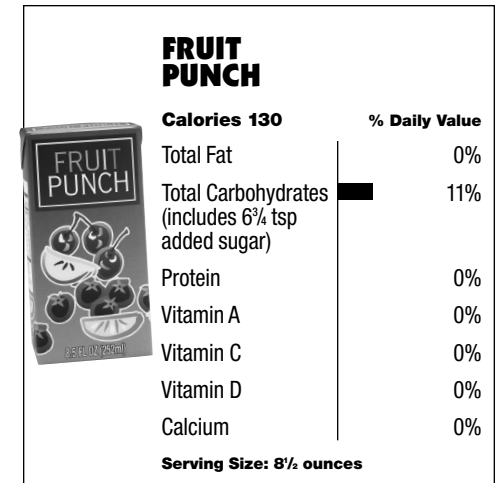 FRUIT
PUNCH
Calories 130 % Daily Value
Total Fat 0%
Total Carbohydrates 11%
(includes 6¾ tsp
added sugar)
Protein 0%
Vitamin A 0%
Vitamin C 0%
Vitamin D 0%
Calcium 0%
Serving Size: 8½ ounces
FRUIT
PUNCH
8.5 FL OZ (252ml)